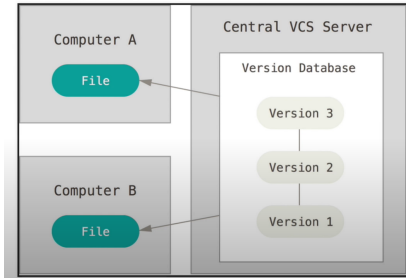 Computer A
File
Central VCS Server
Version Database
Version 3
Version 2
Version 1
Computer B
File